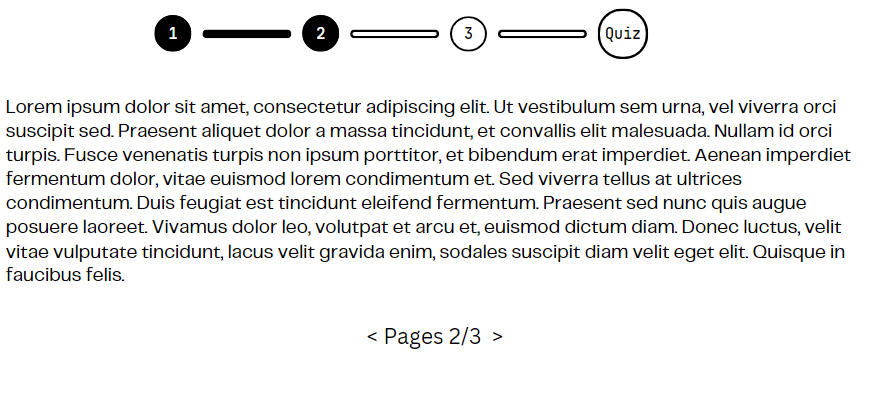 1 2 3 Quiz
Lorem ipsum dolor sit amet, consectetur adipiscing elit. Ut vestibulum sem urna, vel viverra orci
suscipit sed. Praesent aliquet dolor a massa tincidunt, et convallis elit malesuada. Nullam id orci
turpis. Fusce venenatis turpis non ipsum porttitor, et bibendum erat imperdiet. Aenean imperdiet
fermentum dolor, vitae euismod lorem condimentum et. Sed viverra tellus at ultrices
condimentum. Duis feugiat est tincidunt eleifend fermentum. Praesent sed nunc quis augue
posuere laoreet. Vivamus dolor leo, volutpat et arcu et, euismod dictum diam. Donec luctus, velit
vitae vulputate tincidunt, lacus velit gravida enim, sodales suscipit diam velit eget elit. Quisque in
faucibus felis.
< Pages 2/3 >